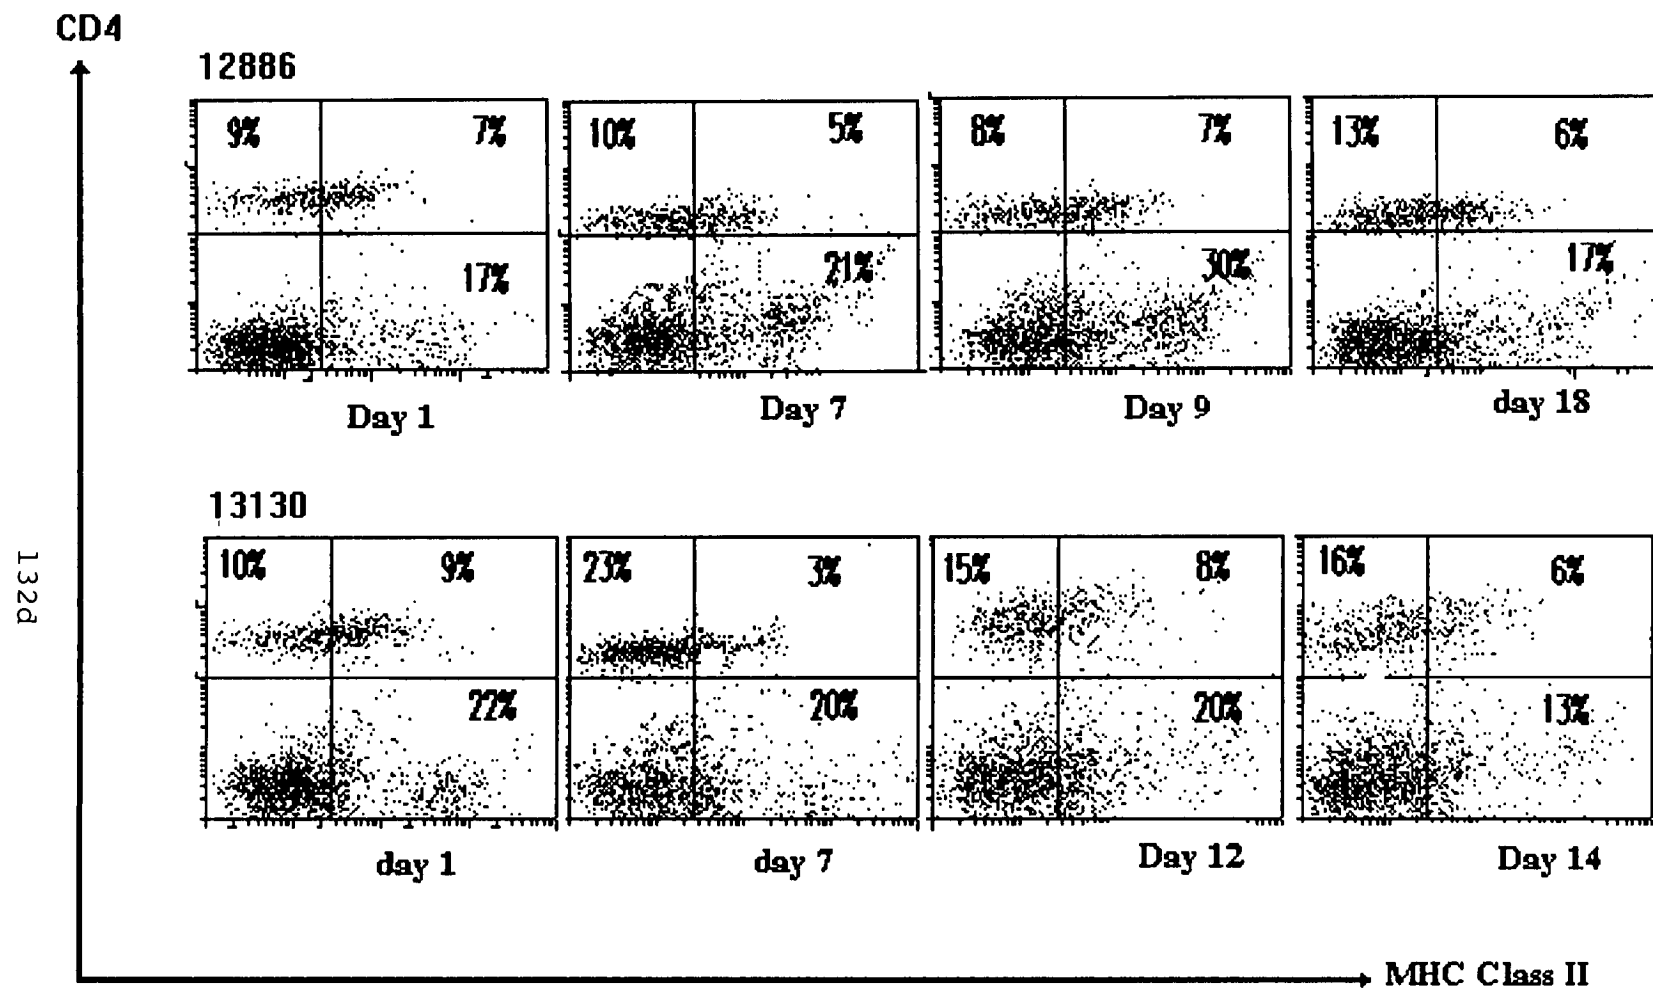 CD4
12886
9% 7% 10% 5% 8% 7% 13% 6%
17% 21% 30% 17%
Day 1 Day 7 Day 9 day 18
13130
10% 9% 23% 3% 15% 8% 16% 6%
22% 20% 20% 13%
day 1 day 7 Day 12 Day 14
132d
MHC Class II